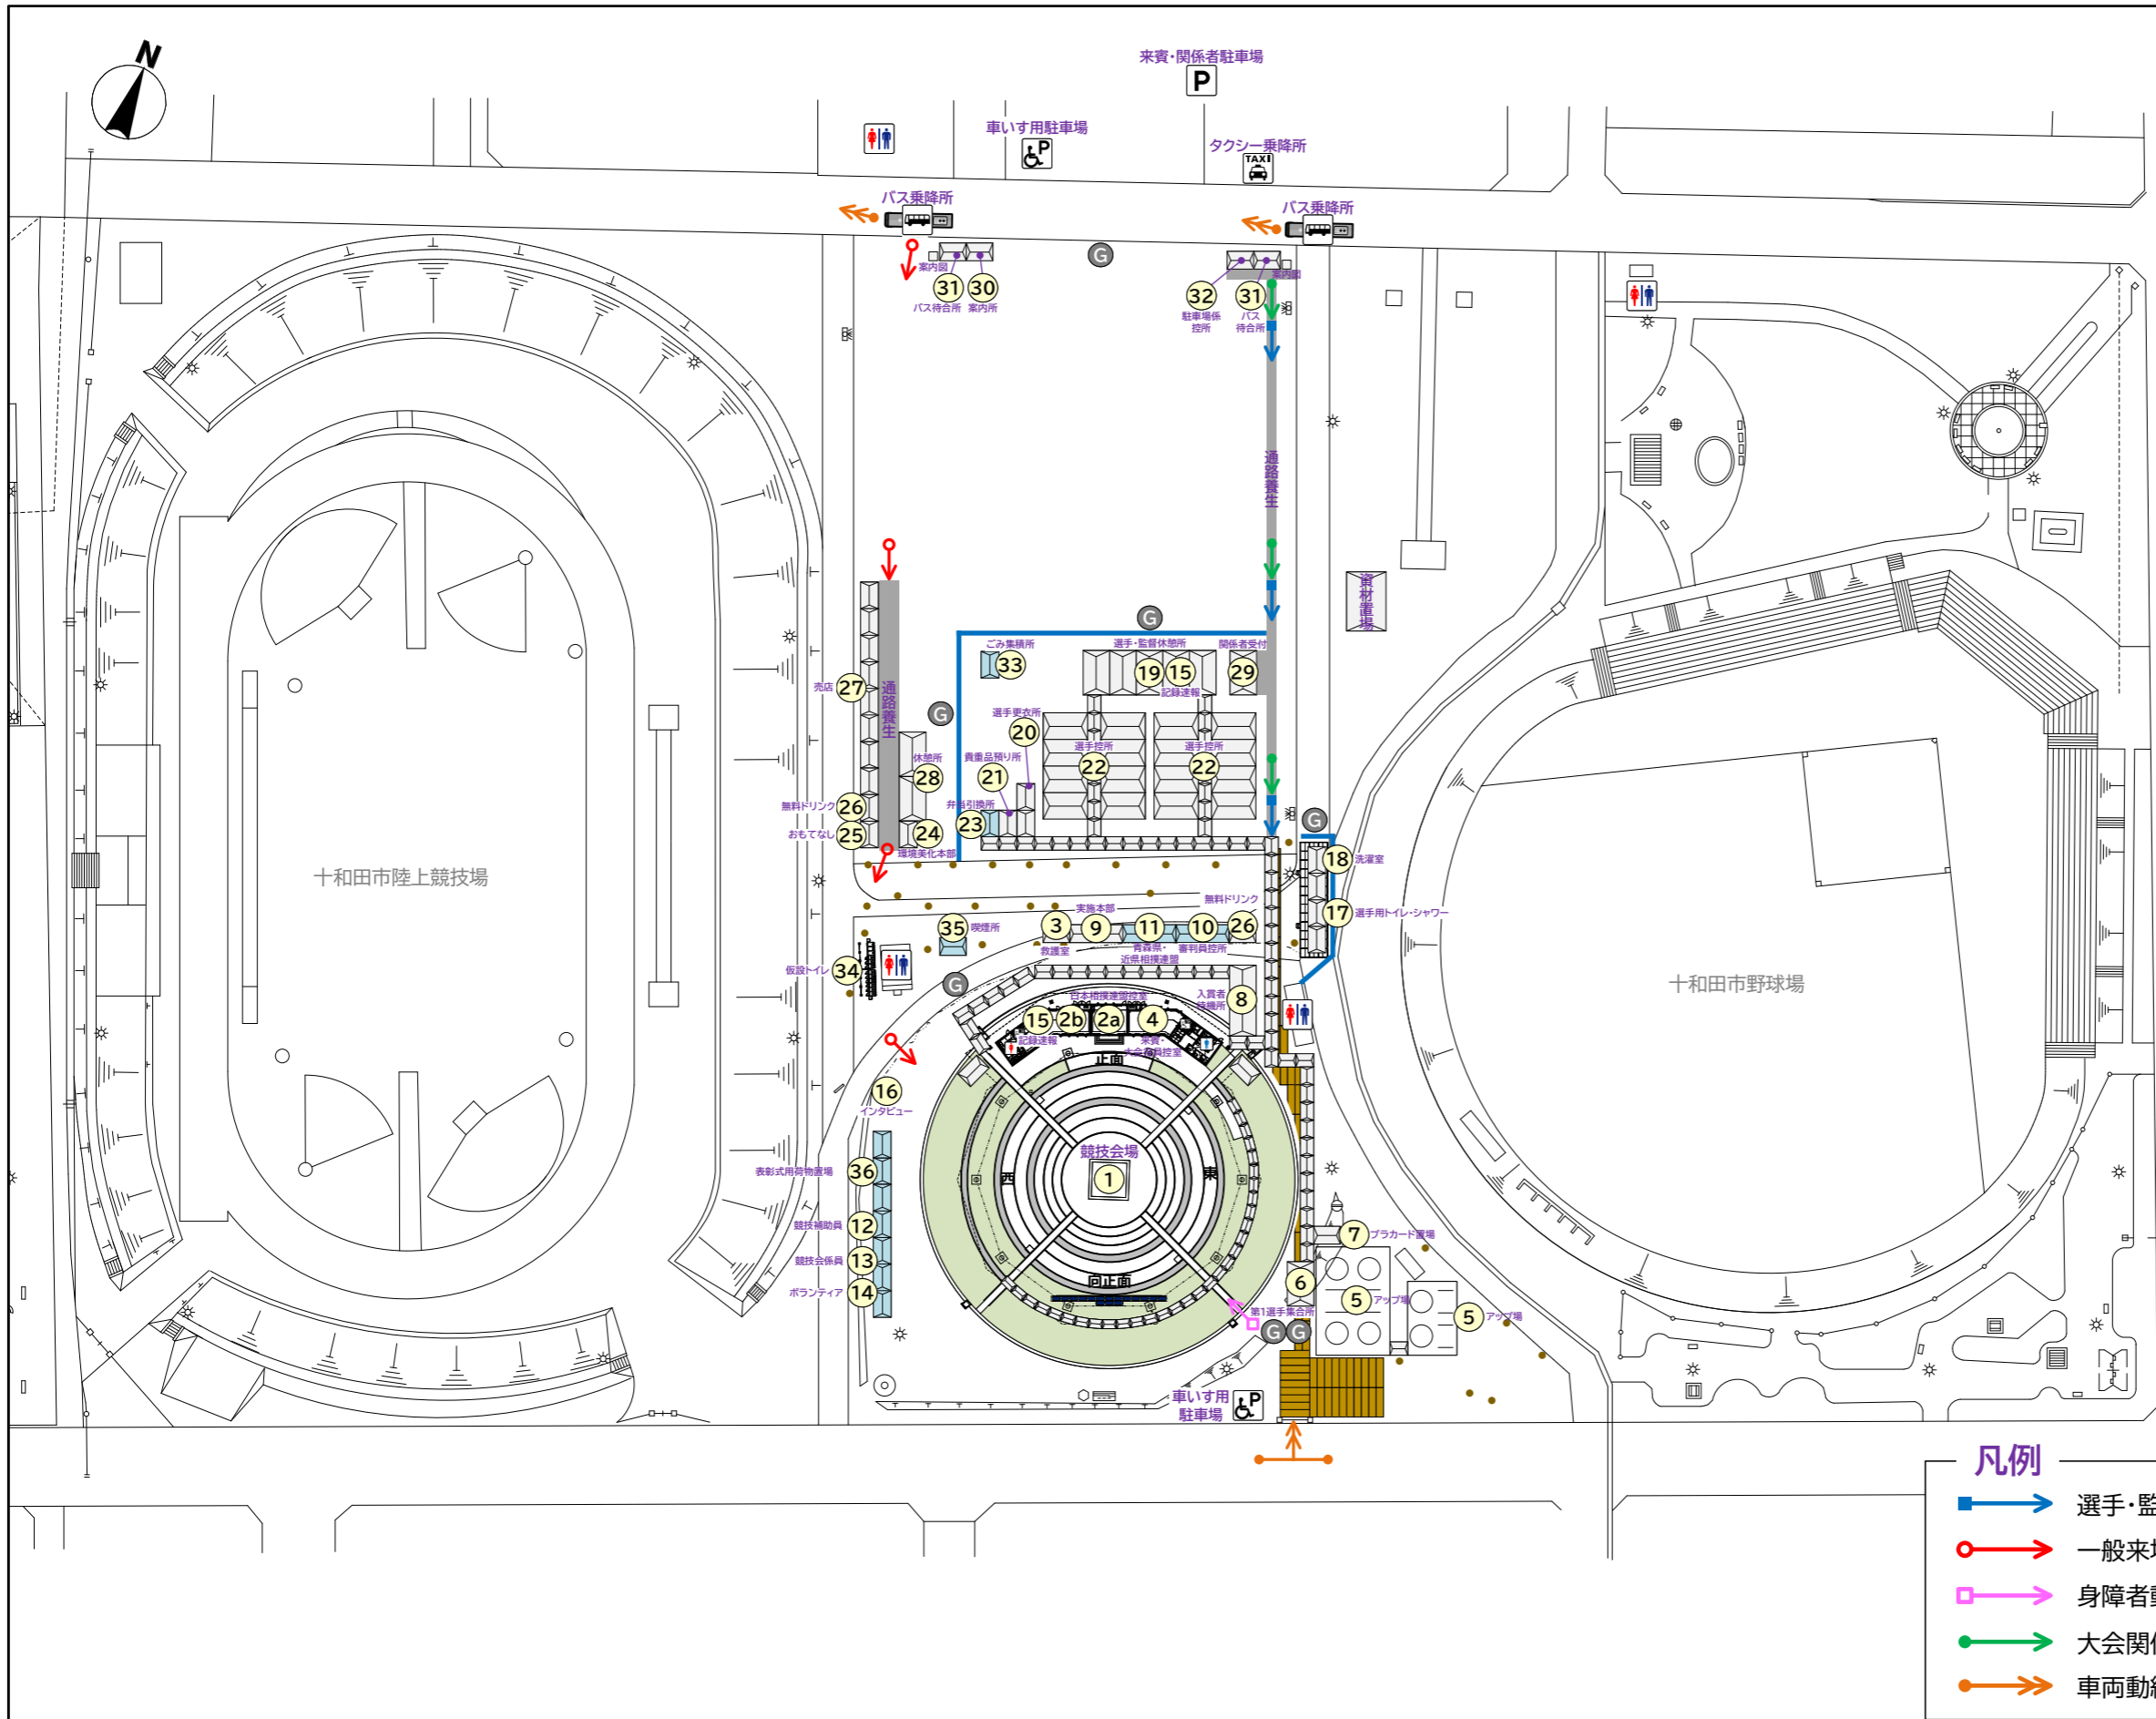 N
来賓・関係者駐車場
P
車いす用駐車場
P
タクシー乗降所
TAXI
バス乗降所
バス乗降所
G
案内図
31
30
バス待合所
案内所
案内図
32
31
駐車場係
控所
バス
待合所
通路養生
資材置場
G
ごみ集積所
33
選手・監督休憩所
19
15
記録速報
関係者受付
29
売店
27
通路養生
G
選手更衣所
20
選手控所
22
選手控所
22
休憩所
28
貴重品預り所
21
無料ドリンク
26
弁当引換所
23
おもてなし
25
24
環境美化本部
G
18
洗濯室
17
選手用トイレ・シャワー
十和田市陸上競技場
十和田市野球場
35
喫煙所
実施本部
無料ドリンク
3
9
11
10
26
救護室
青森県・
近県相撲連盟
審判員控所
仮設トイレ
34
G
日本相撲連盟控室
入賞者
待機所
8
15
2b
2a
4
記録速報
来賓・
大会役員控室
正面
16
インタビュー
競技会場
1
西
東
向正面
表彰式用荷物置場
36
競技補助員
12
競技会係員
13
ボランティア
14
7
プラカード置場
6
第1選手集合所
5
アップ場
5
アップ場
G
G
車いす用
駐車場
P
凡例
選手・監
一般来場
身障者動
大会関係
車両動線